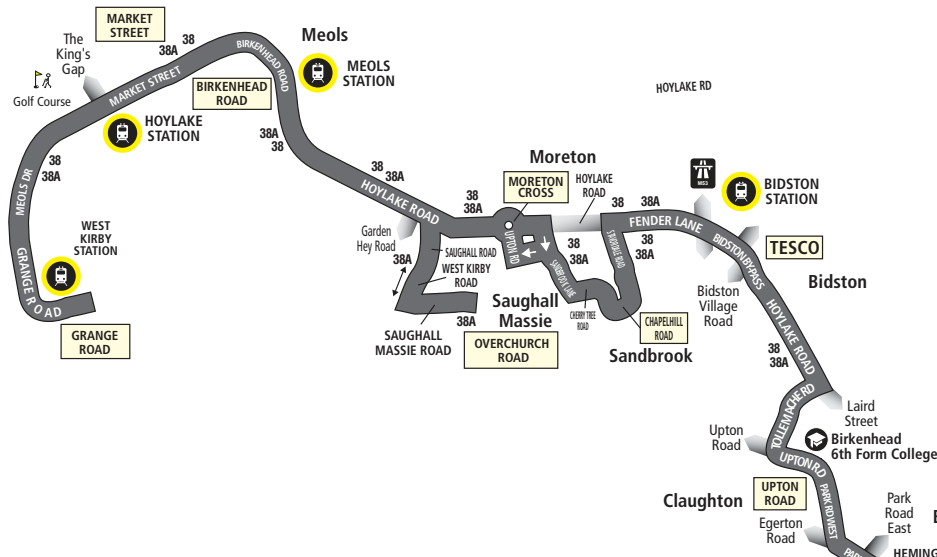 MARKET
STREET
38
38A
The
King's
Gap
Golf Course
MARKET STREET
BIRKENHEAD ROAD
Meols
MEOLS
STATION
BIRKENHEAD
ROAD
HOYLAKE
STATION
38A
38
38
38A
MEOLS DR
WEST
KIRBY
STATION
GRANGE ROAD
GRANGE
ROAD
38
38A
HOYLAKE ROAD
Garden
Hey Road
38A
SAUGHALL ROAD
WEST KIRBY
ROAD
SAUGHALL
MASSIE ROAD
38A
Saughall
Massie
OVERCHURCH
ROAD
38
38A
Moreton
MORETON
CROSS
UPTON RD
HOYLAKE
ROAD
HOYLAKE RD
38
38A
CHERRY TREE
ROAD
CHAPELHILL
ROAD
Sandbrook
38
38A
FENDER LANE
38
38A
M53
BIDSTON
STATION
TESCO
BIDSTON BYPASS
Bidston
Bidston
Village
Road
HOYLAKE ROAD
38
38A
Laird
Street
TOLLEMACHE RD
Upton
Road
Birkenhead
6th Form College
UPTON RD
UPTON
ROAD
Claughton
PARK RD WEST
Egerton
Road
Park
Road
East
HEMING